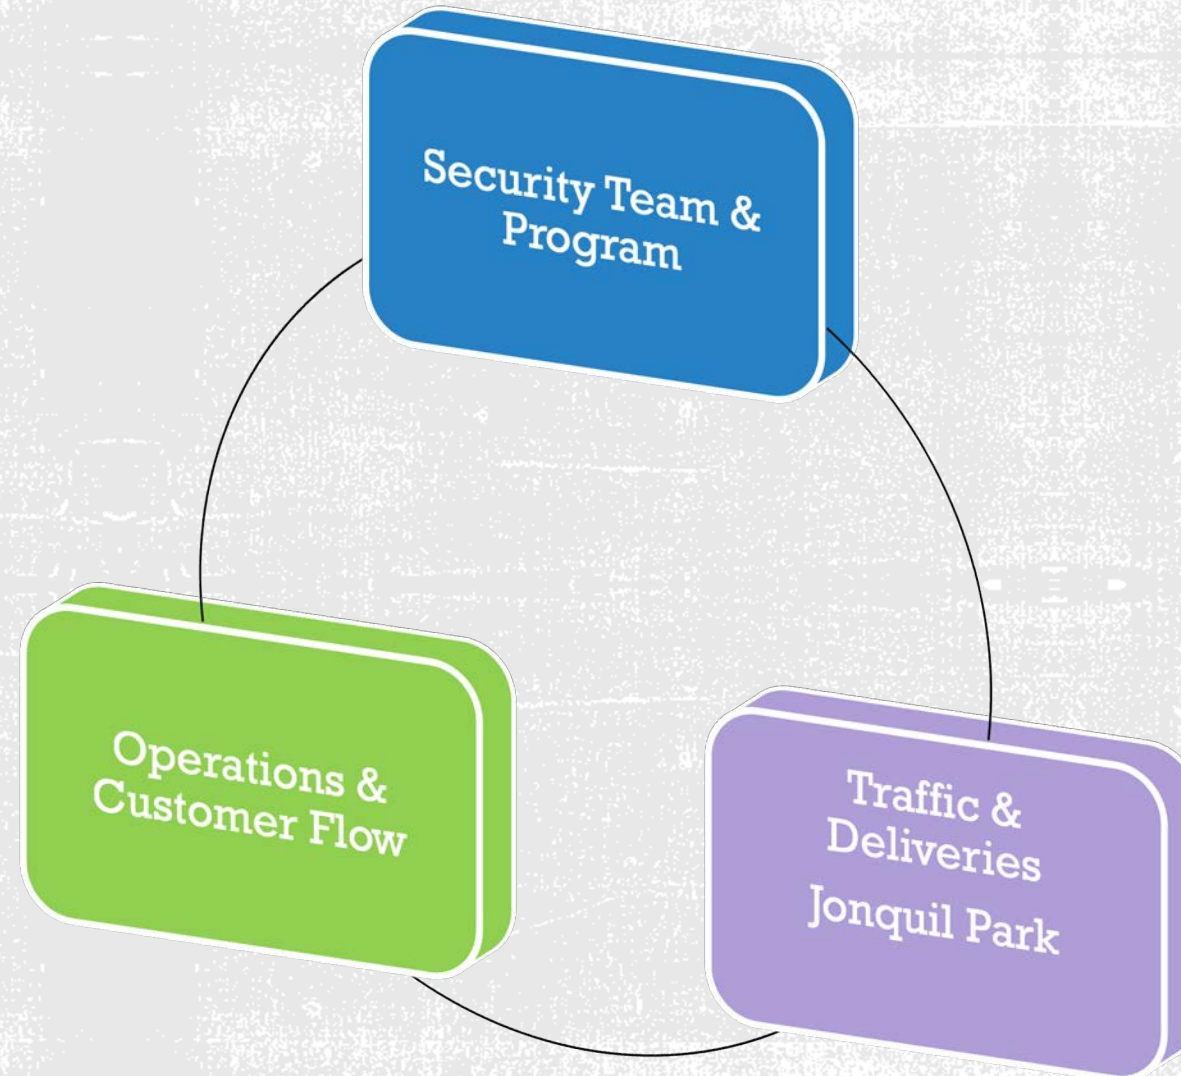 Security Team &
Program
Operations &
Customer Flow
Traffic &
Deliveries
Jonquil Park